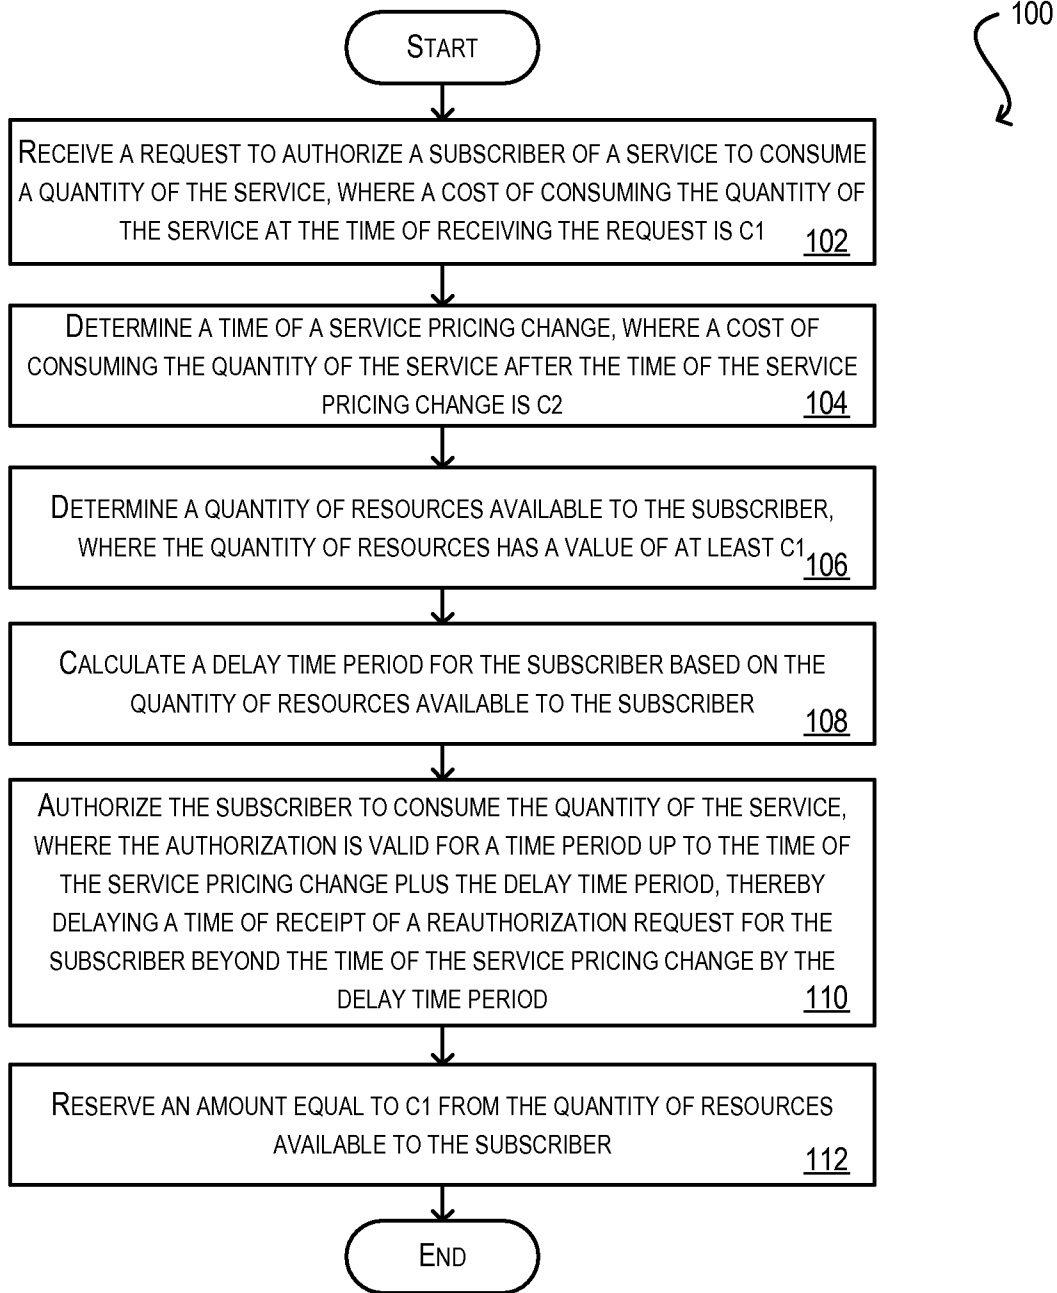 100
START
RECEIVE A REQUEST TO AUTHORIZE A SUBSCRIBER OF A SERVICE TO CONSUME
A QUANTITY OF THE SERVICE, WHERE A COST OF CONSUMING THE QUANTITY OF
THE SERVICE AT THE TIME OF RECEIVING THE REQUEST IS C1
102
DETERMINE A TIME OF A SERVICE PRICING CHANGE, WHERE A COST OF
CONSUMING THE QUANTITY OF THE SERVICE AFTER THE TIME OF THE SERVICE
PRICING CHANGE IS C2
104
DETERMINE A QUANTITY OF RESOURCES AVAILABLE TO THE SUBSCRIBER,
WHERE THE QUANTITY OF RESOURCES HAS A VALUE OF AT LEAST C1
106
CALCULATE A DELAY TIME PERIOD FOR THE SUBSCRIBER BASED ON THE
QUANTITY OF RESOURCES AVAILABLE TO THE SUBSCRIBER
108
AUTHORIZE THE SUBSCRIBER TO CONSUME THE QUANTITY OF THE SERVICE,
WHERE THE AUTHORIZATION IS VALID FOR A TIME PERIOD UP TO THE TIME OF
THE SERVICE PRICING CHANGE PLUS THE DELAY TIME PERIOD, THEREBY
DELAYING A TIME OF RECEIPT OF A REAUTHORIZATION REQUEST FOR THE
SUBSCRIBER BEYOND THE TIME OF THE SERVICE PRICING CHANGE BY THE
DELAY TIME PERIOD
110
RESERVE AN AMOUNT EQUAL TO C1 FROM THE QUANTITY OF RESOURCES
AVAILABLE TO THE SUBSCRIBER
112
END